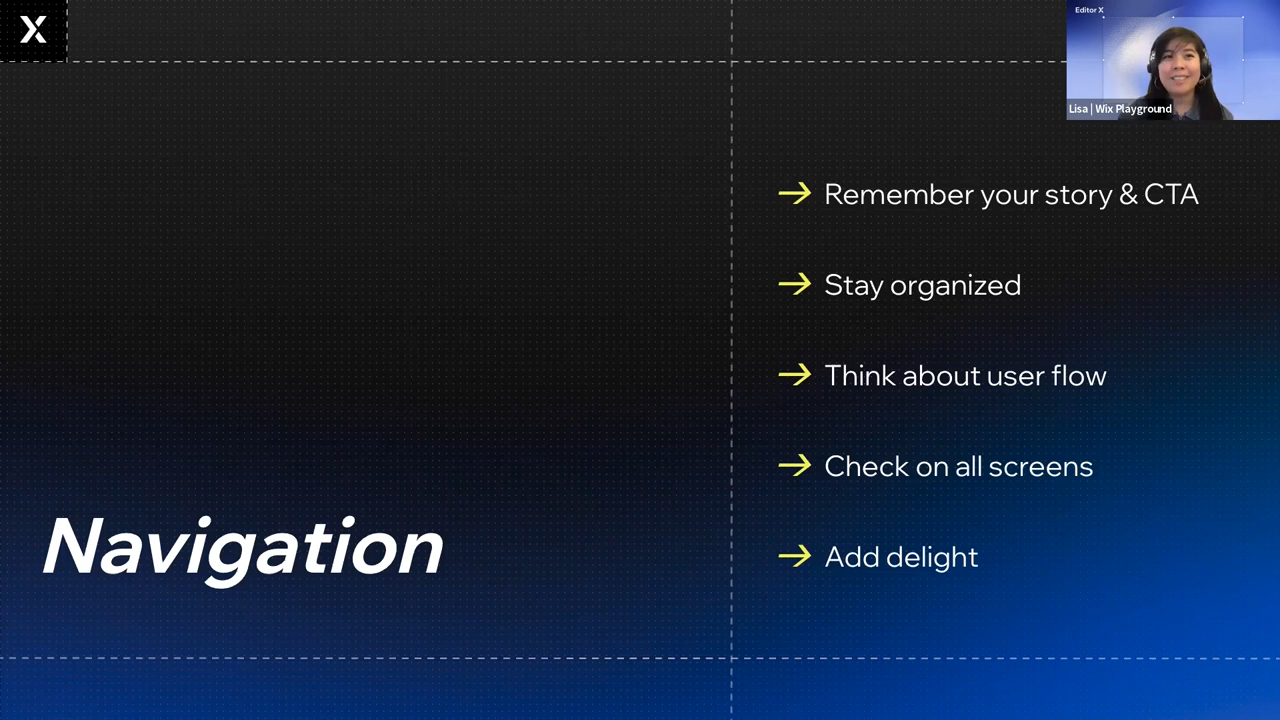 X
Editor X
Lisa | Wix Playground
→ Remember your story & CTA
→ Stay organized
→ Think about user flow
→ Check on all screens
→ Add delight
Navigation